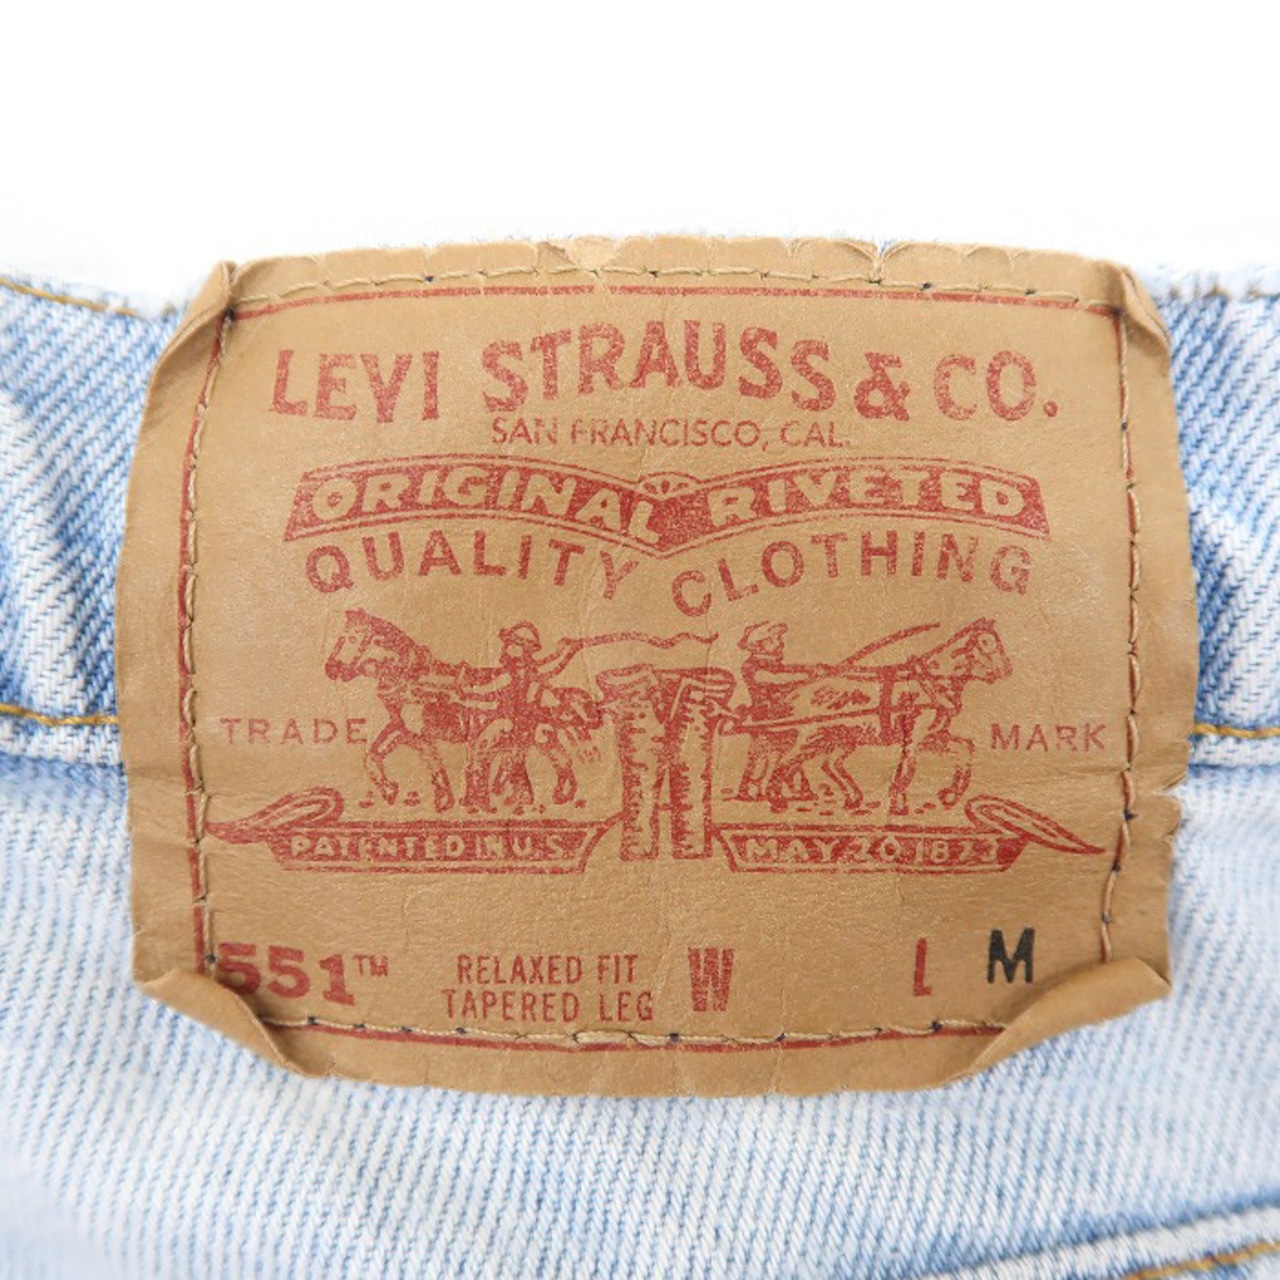 LEVI STRAUSS & CO.
SAN FRANCISCO, CAL.
ORIGINAL RIVETED
QUALITY CLOTHING
TRADE MARK
PATENTED IN U.S. MAY 20 1873
551™ RELAXED FIT W L M
TAPERED LEG